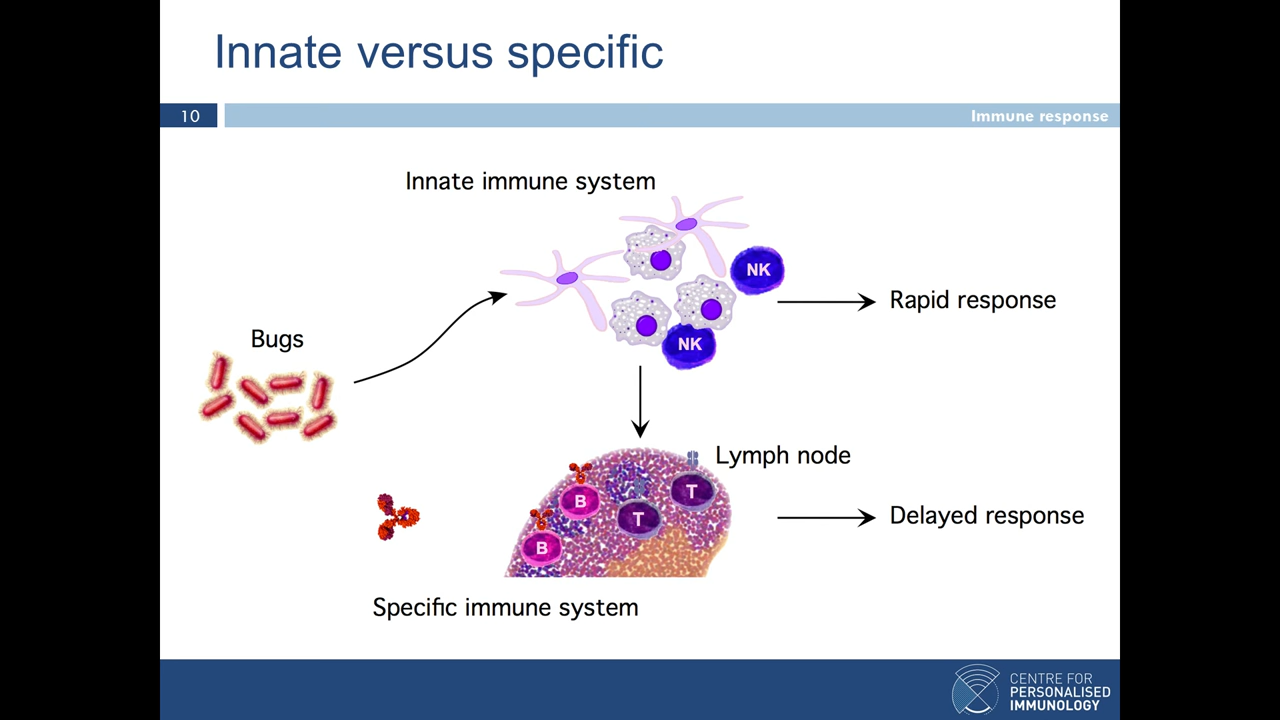 Innate versus specific
10
Immune response
Innate immune system
NK
Rapid response
NK
Bugs
Lymph node
B
T
T
Delayed response
B
Specific immune system
CENTRE FOR
PERSONALISED
IMMUNOLOGY